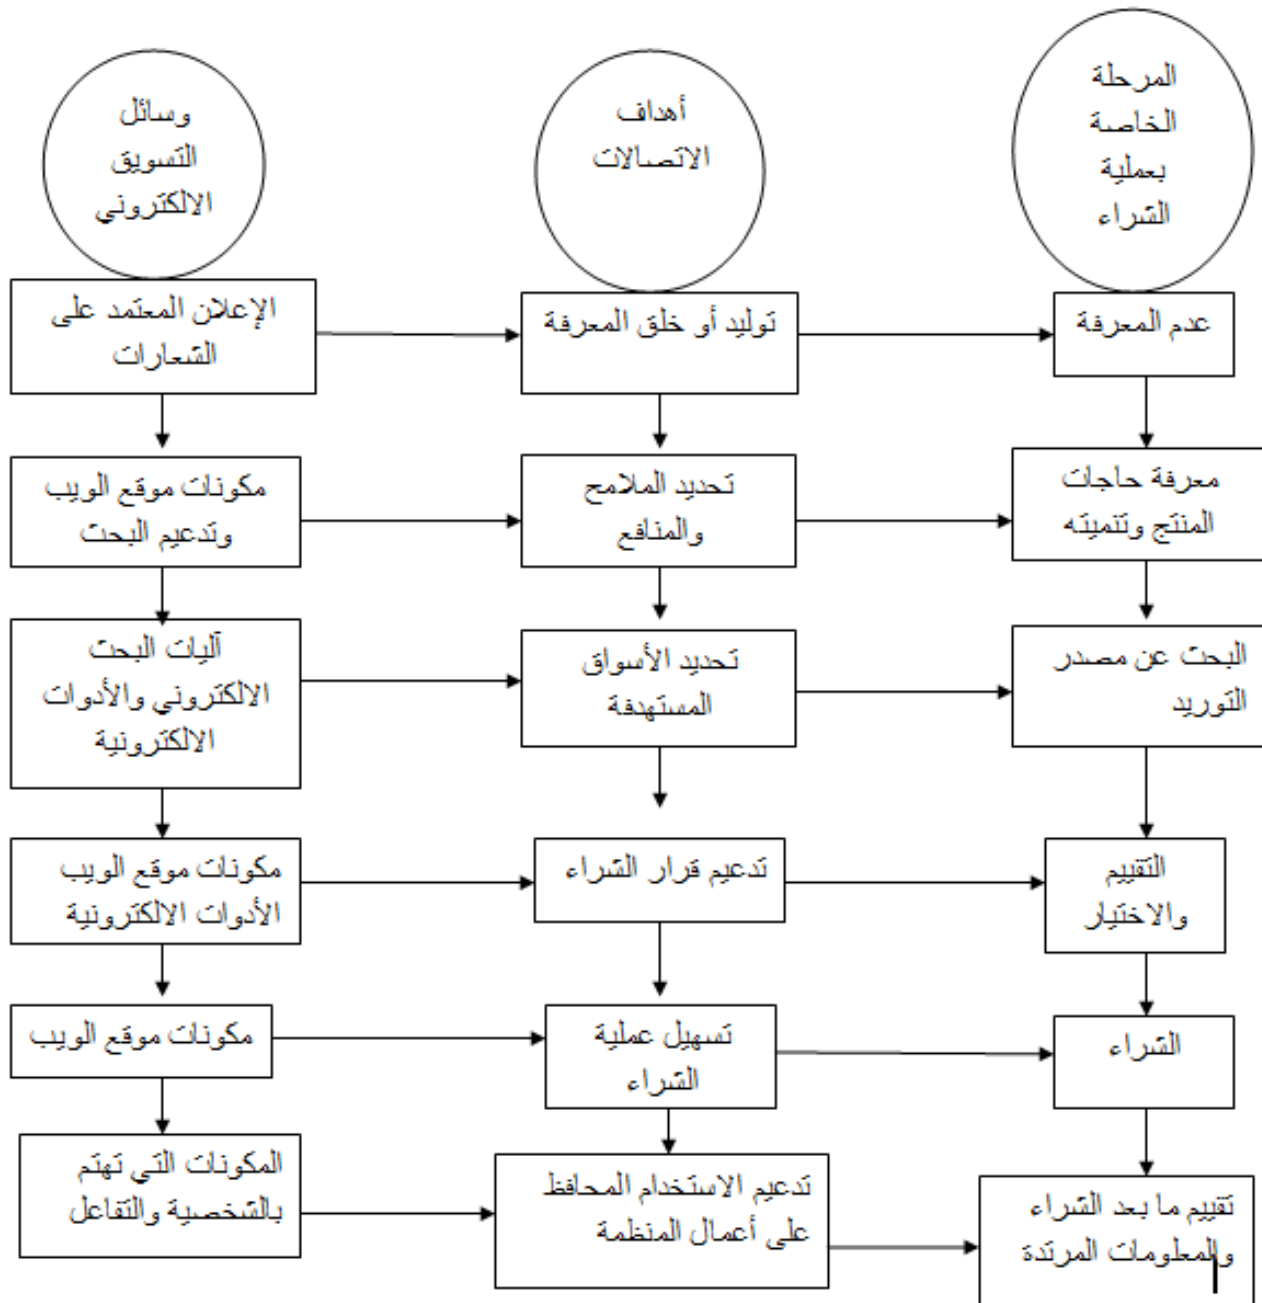 المرحلة
الخاصة
بعملية
الشراء
أهداف
الاتصالات
وسائل
التسويق
الالكتروني
عدم المعرفة
توليد أو خلق المعرفة
الإعلان المعتمد على
الشعارات
معرفة حاجات
المنتج وتنميته
تحديد الملامح
والمنافع
مكونات موقع الويب
وتدعيم البحث
البحث عن مصدر
التوريد
تحديد الأسواق
المستهدفة
آليات البحث
الالكتروني والأدوات
الالكترونية
التقييم
والاختيار
تدعيم قرار الشراء
مكونات موقع الويب
الأدوات الالكترونية
الشراء
تسهيل عملية
الشراء
مكونات موقع الويب
تقييم ما بعد الشراء
والمعلومات المرتدة
تدعيم الاستخدام المحافظ
على أعمال المنظمة
المكونات التي تهتم
بالشخصية والتفاعل